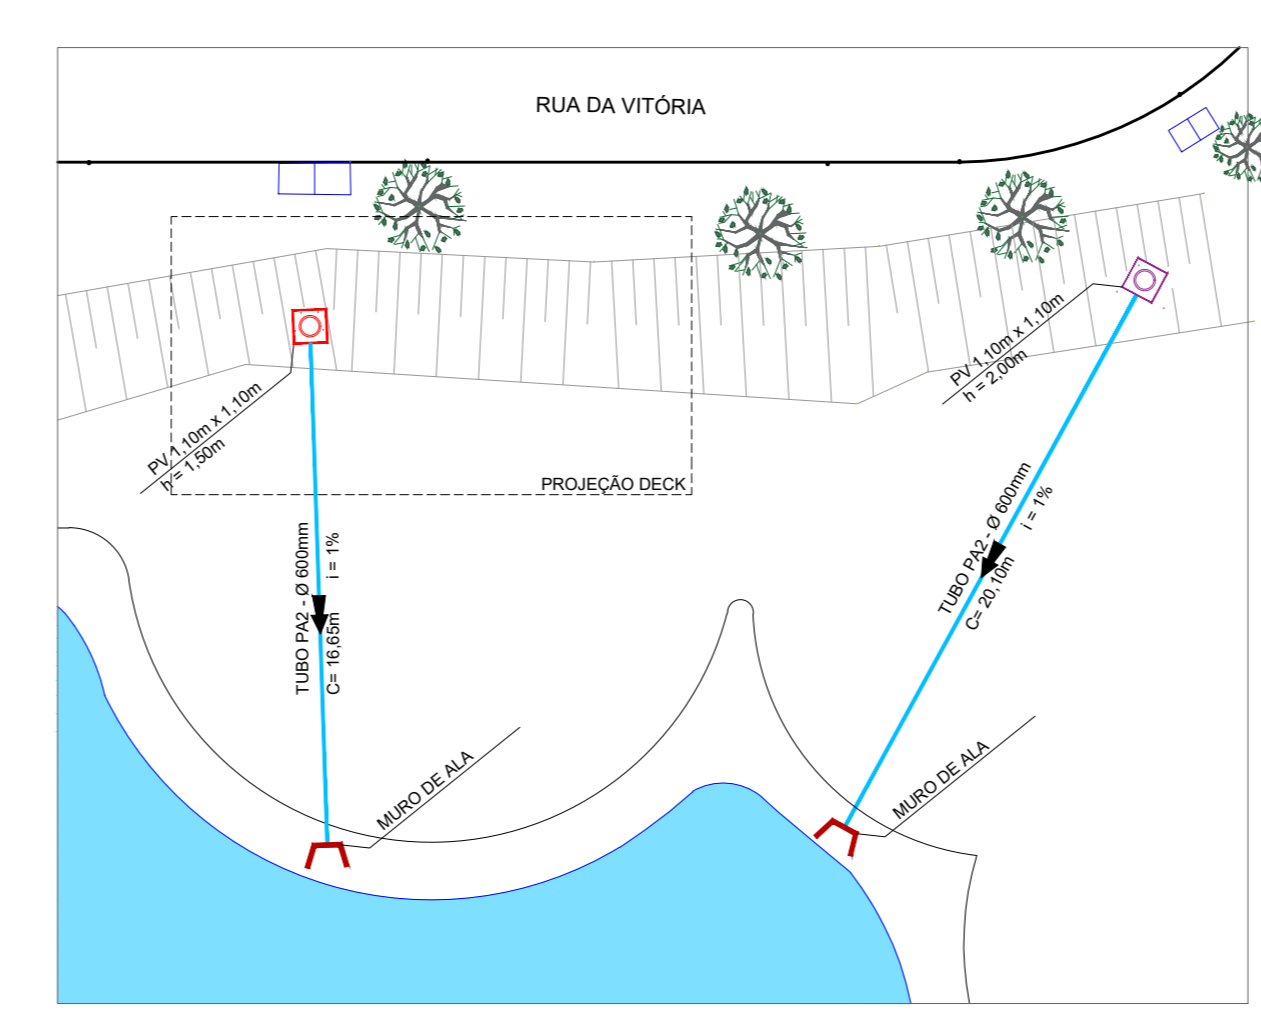 RUA DA VITÓRIA
PV 1,10m x 1,10m
h = 1,50m
PV 1,10m x 1,10m
h = 2,00m
PROJEÇÃO DECK
TUBO PA2 - Ø 600mm
i = 1%
C= 16,65m
TUBO PA2 - Ø 600mm
i = 1%
C= 20,10m
MURO DE ALA
MURO DE ALA